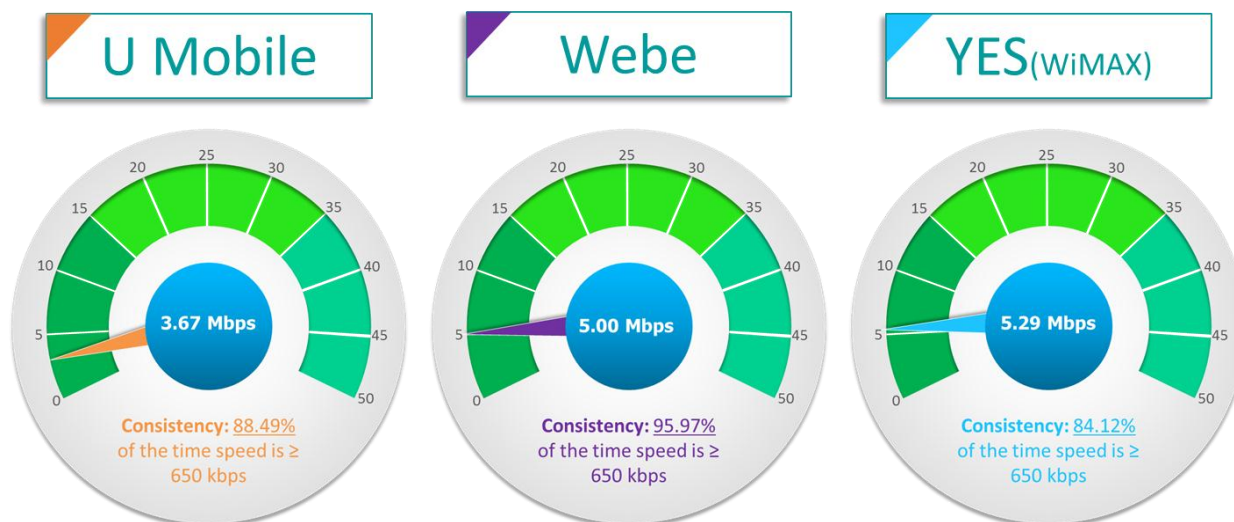 U Mobile
Webe
YES(WiMAX)
0
5
10
15
20
25
30
35
40
45
50
3.67 Mbps
Consistency: 88.49%
of the time speed is ≥
650 kbps
0
5
10
15
20
25
30
35
40
45
50
5.00 Mbps
Consistency: 95.97%
of the time speed is ≥
650 kbps
0
5
10
15
20
25
30
35
40
45
50
5.29 Mbps
Consistency: 84.12%
of the time speed is ≥
650 kbps